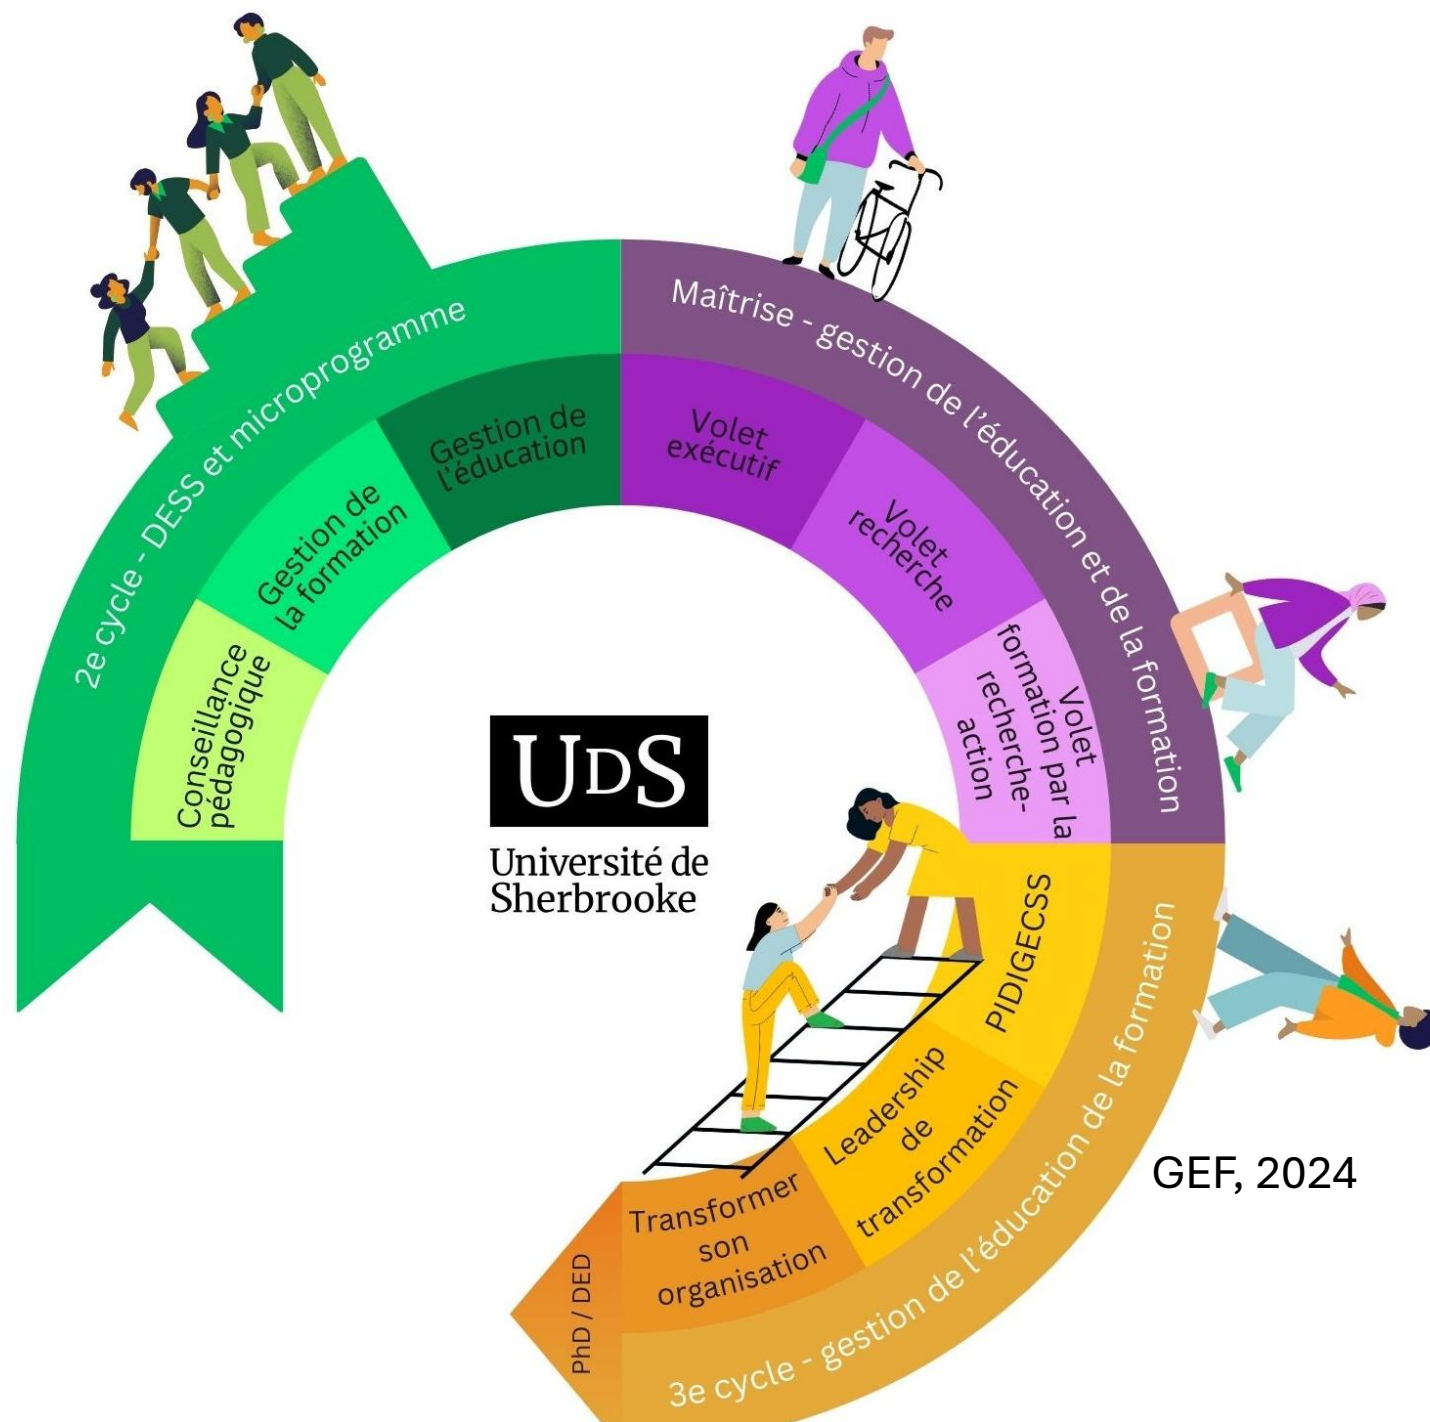 2e cycle - DESS et microprogramme
Conseillance
pédagogique
Gestion de
la formation
Gestion de
l'éducation
Maîtrise - gestion de l'éducation et de la formation
Volet
exécutif
Volet
recherche
Volet
formation par la
recherche-
action
UDS
Université de
Sherbrooke
3e cycle - gestion de l'éducation de la formation
PIDIGECSS
Leadership
de
transformation
Transformer
son
organisation
PhD / DED
GEF, 2024